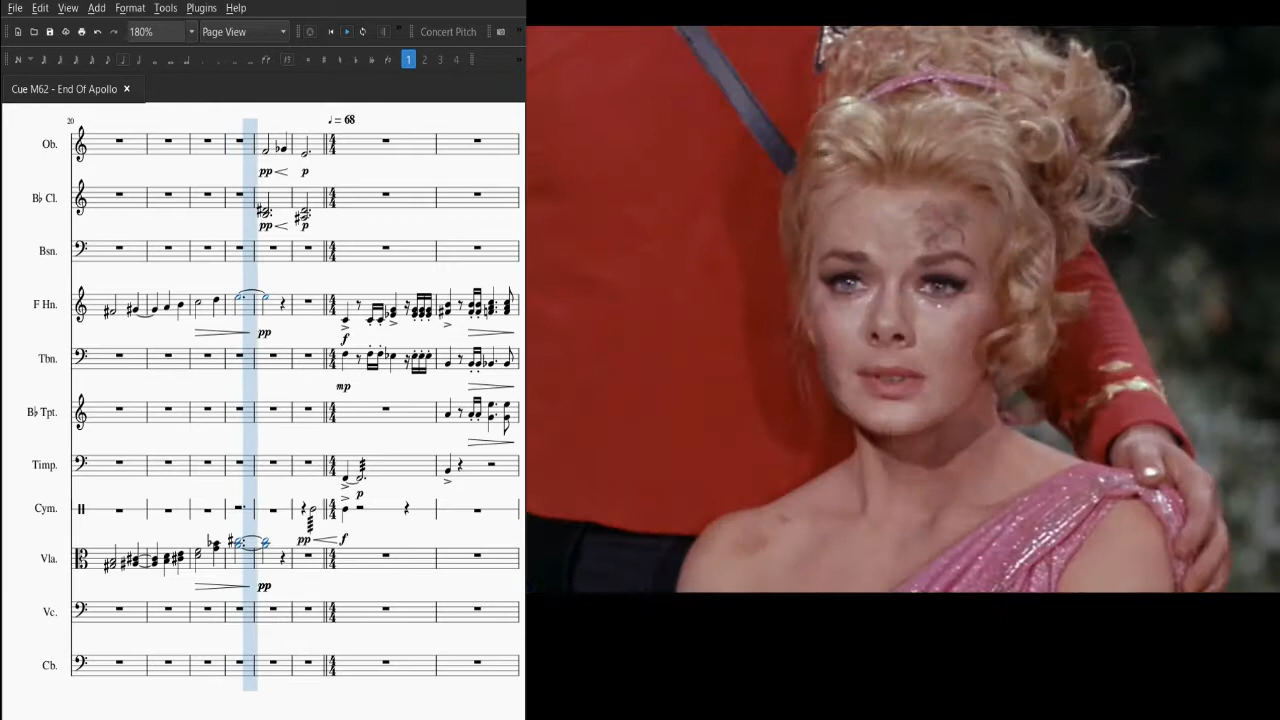 File Edit View Add Format Tools Plugins Help
180% Page View Concert Pitch
1 2 3 4
Cue M62 - End Of Apollo ×
20
♩ = 68
Ob.
pp p
B♭ Cl.
pp p
Bsn.
F Hn.
pp f
Tbn.
mp
B♭ Tpt.
Timp.
p
Cym.
pp f
Vla.
pp
Vc.
Cb.